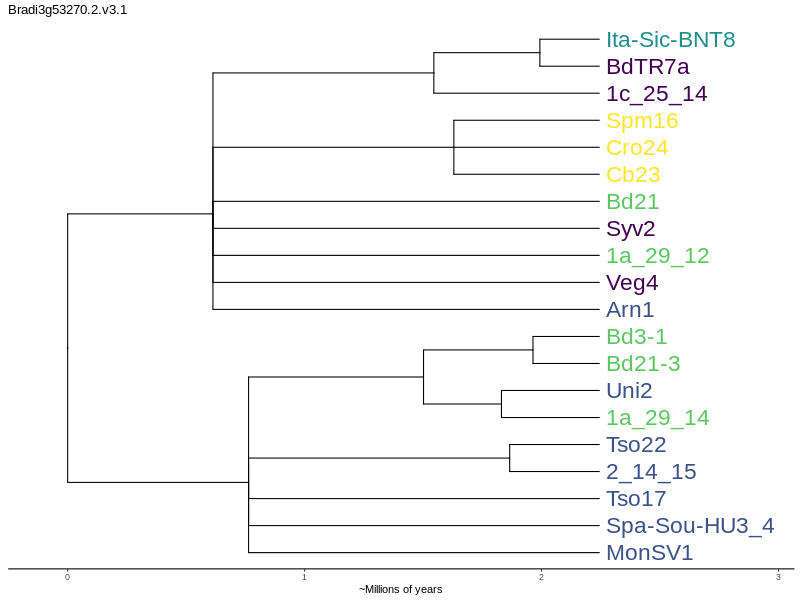 Bradi3g53270.2.v3.1
Ita-Sic-BNT8
BdTR7a
1c_25_14
Spm16
Cro24
Cb23
Bd21
Syv2
1a_29_12
Veg4
Arn1
Bd3-1
Bd21-3
Uni2
1a_29_14
Tso22
2_14_15
Tso17
Spa-Sou-HU3_4
MonSV1
0 1 2 3
~Millions of years